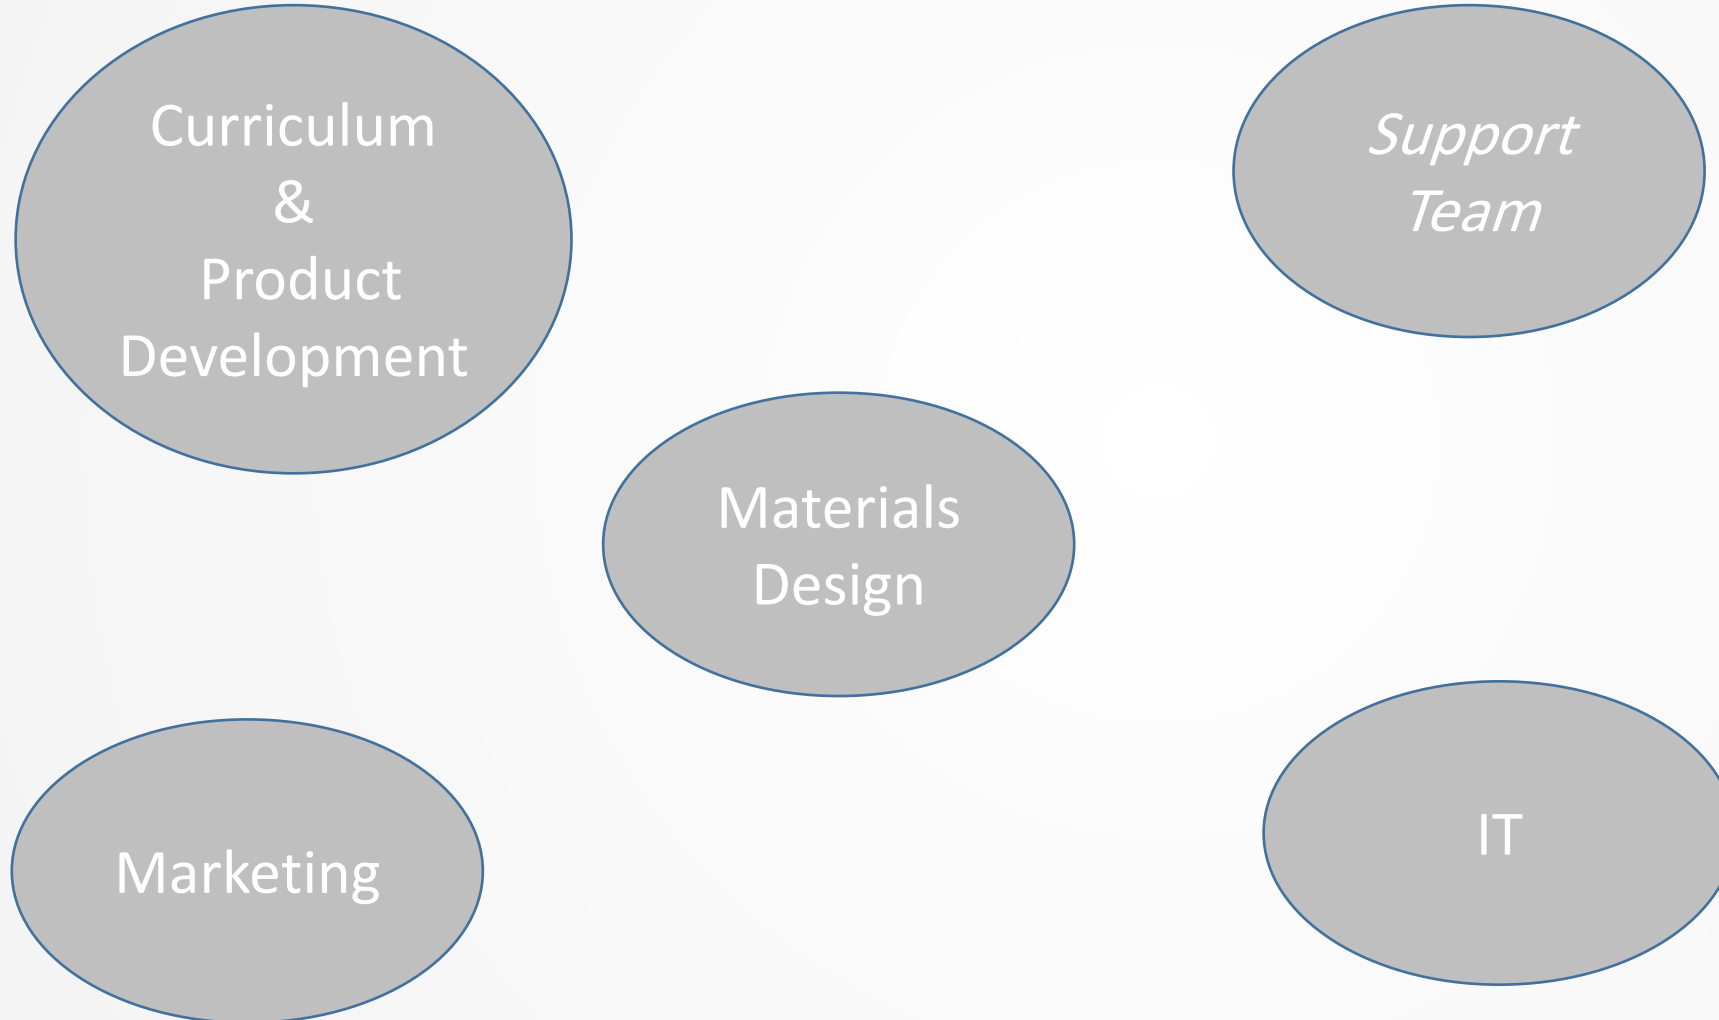 Curriculum
&
Product
Development
Support
Team
Materials
Design
Marketing
IT